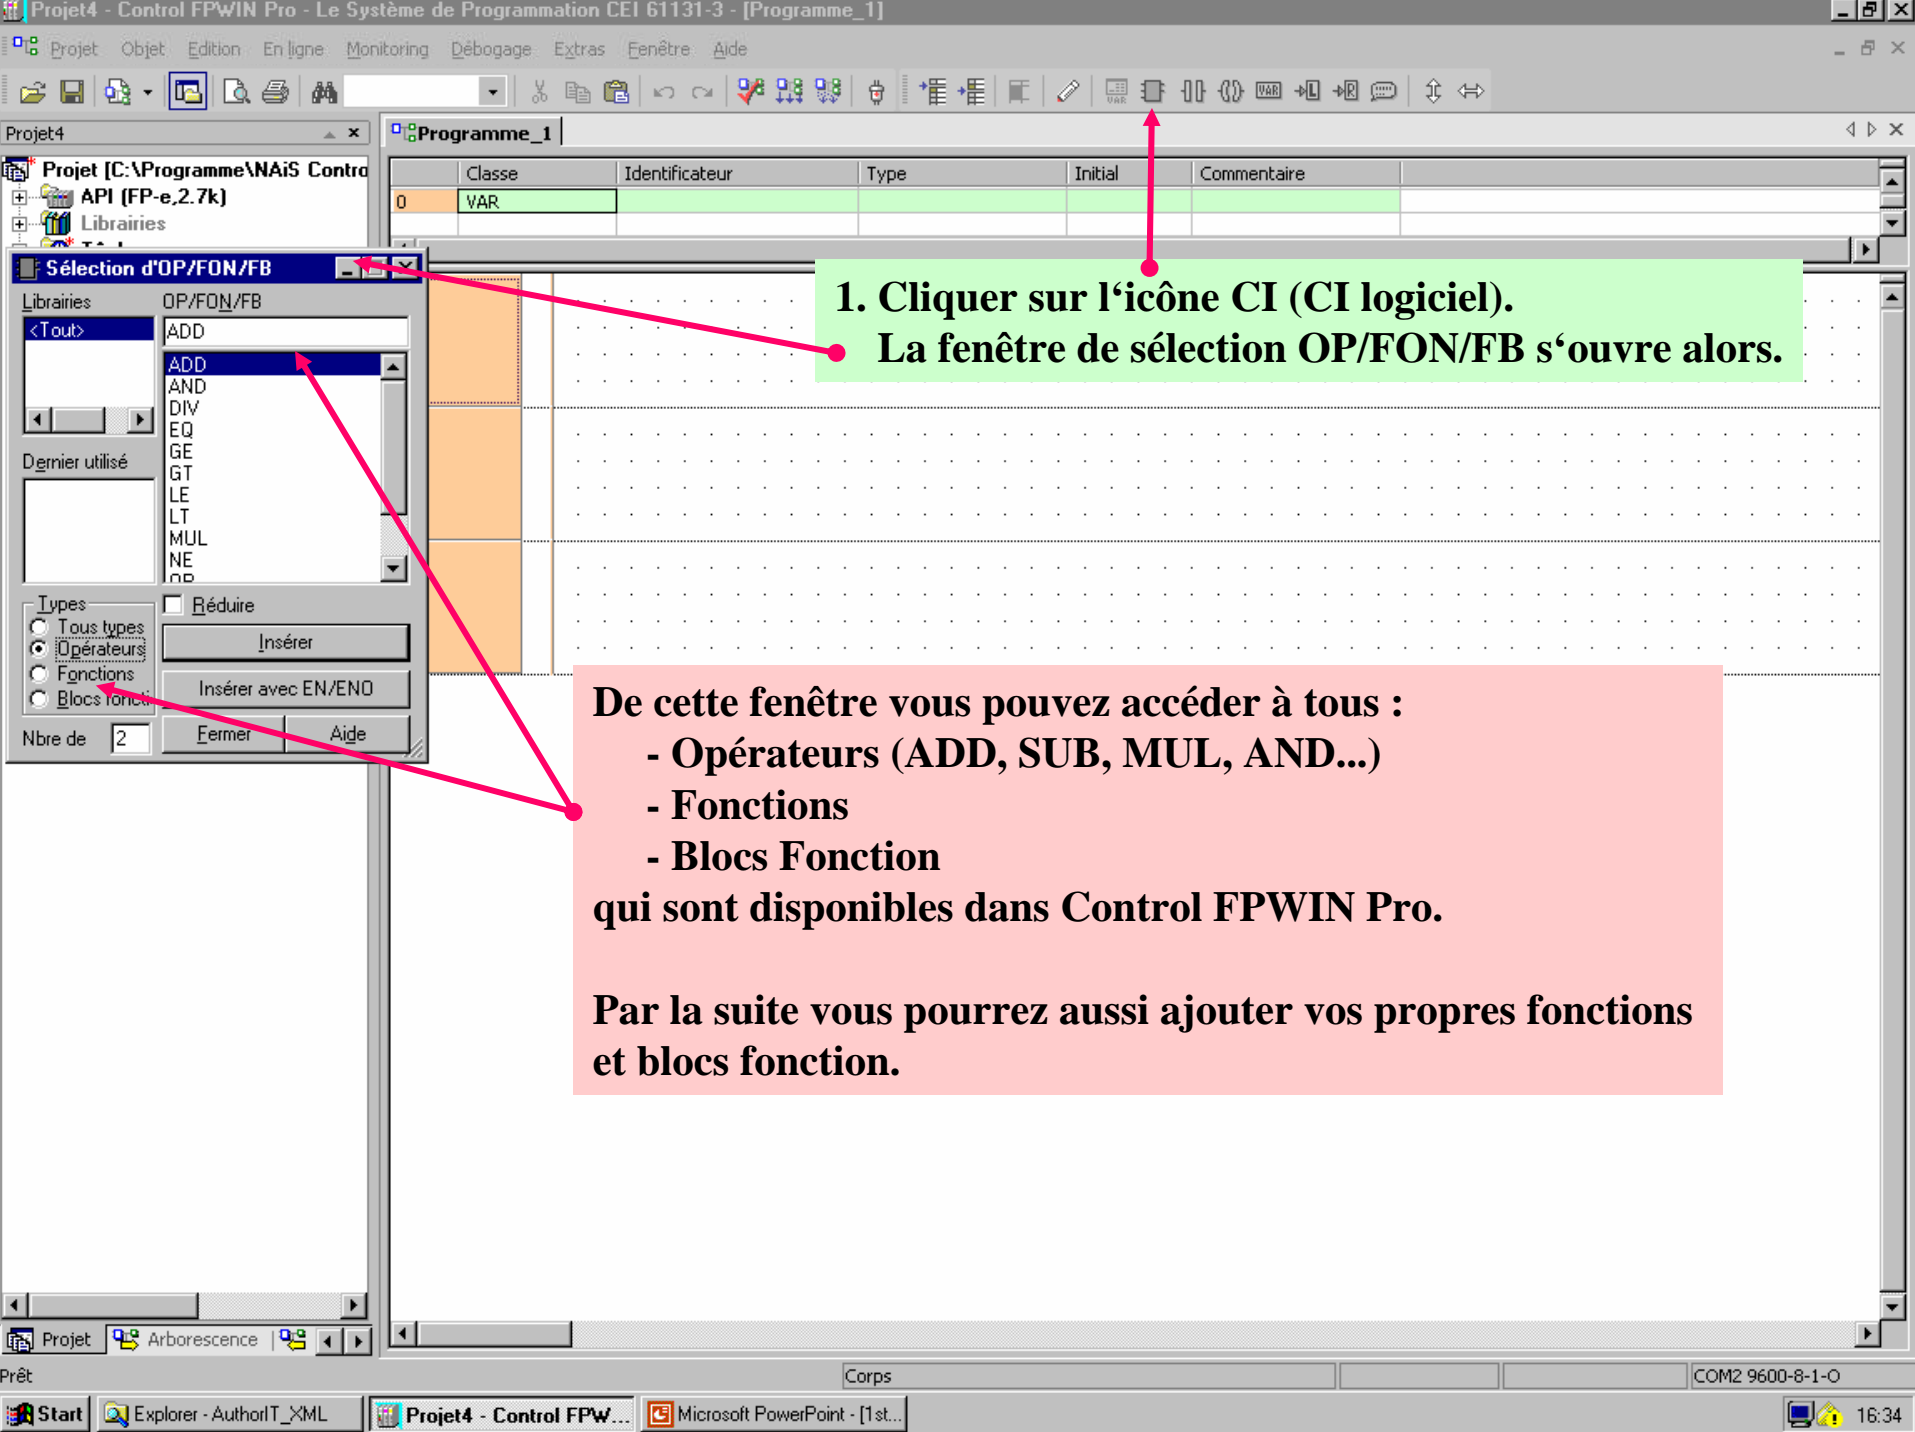 Projet4 - Control FPWIN Pro - Le Système de Programmation CEI 61131-3 - [Programme_1]
Projet Objet Edition En ligne Monitoring Débogage Extras Fenêtre Aide
Projet4
Programme_1
Projet [C:\Programme\NAiS Contro
API (FP-e,2.7k)
Librairies
Classe Identificateur Type Initial Commentaire
0 VAR
Sélection d'OP/FON/FB
Librairies OP/FON/FB
<Tout> ADD
ADD
AND
DIV
EQ
GE
GT
LE
LT
MUL
NE
OR
Dernier utilisé
Types
Tous types
Opérateurs
Fonctions
Blocs foncti
Réduire
Insérer
Insérer avec EN/ENO
Nbre de 2
Fermer Aide
1. Cliquer sur l‘icône CI (CI logiciel).
La fenêtre de sélection OP/FON/FB s‘ouvre alors.
De cette fenêtre vous pouvez accéder à tous :
- Opérateurs (ADD, SUB, MUL, AND...)
- Fonctions
- Blocs Fonction
qui sont disponibles dans Control FPWIN Pro.
Par la suite vous pourrez aussi ajouter vos propres fonctions
et blocs fonction.
Projet Arborescence
Prêt Corps COM2 9600-8-1-O
Start Explorer - AuthorIT_XML Projet4 - Control FPW... Microsoft PowerPoint - [1st... 16:34